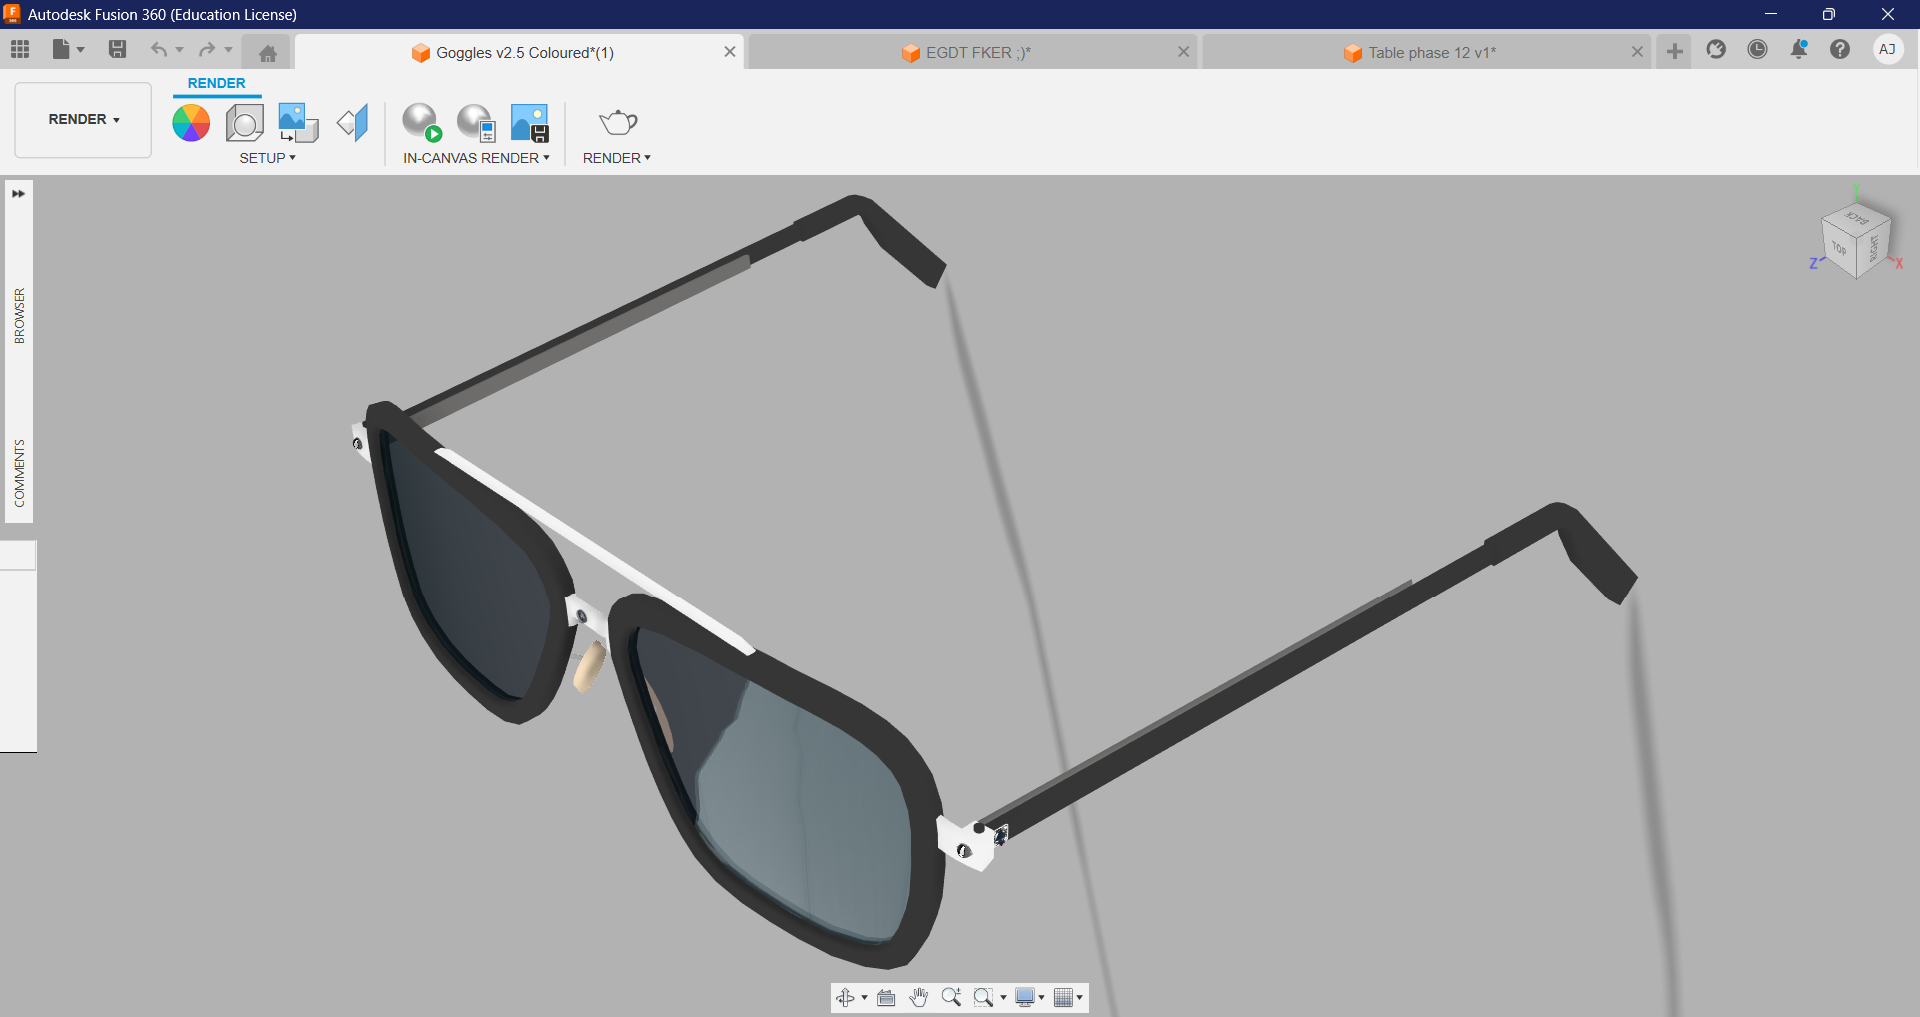 Autodesk Fusion 360 (Education License)
Goggles v2.5 Coloured*(1)
EGDT FKER ;)*
Table phase 12 v1*
AJ
RENDER
RENDER
SETUP
IN-CANVAS RENDER
RENDER
BROWSER
COMMENTS
Y
BACK
TOP
RIGHT
Z
X